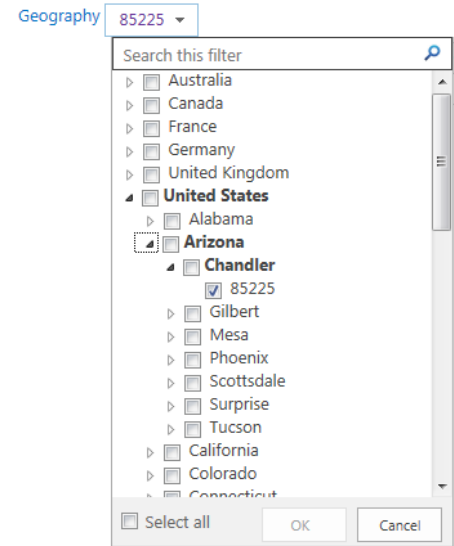 Geography 85225
Search this filter
Australia
Canada
France
Germany
United Kingdom
United States
Alabama
Arizona
Chandler
85225
Gilbert
Mesa
Phoenix
Scottsdale
Surprise
Tucson
California
Colorado
Connecticut
Select all OK Cancel